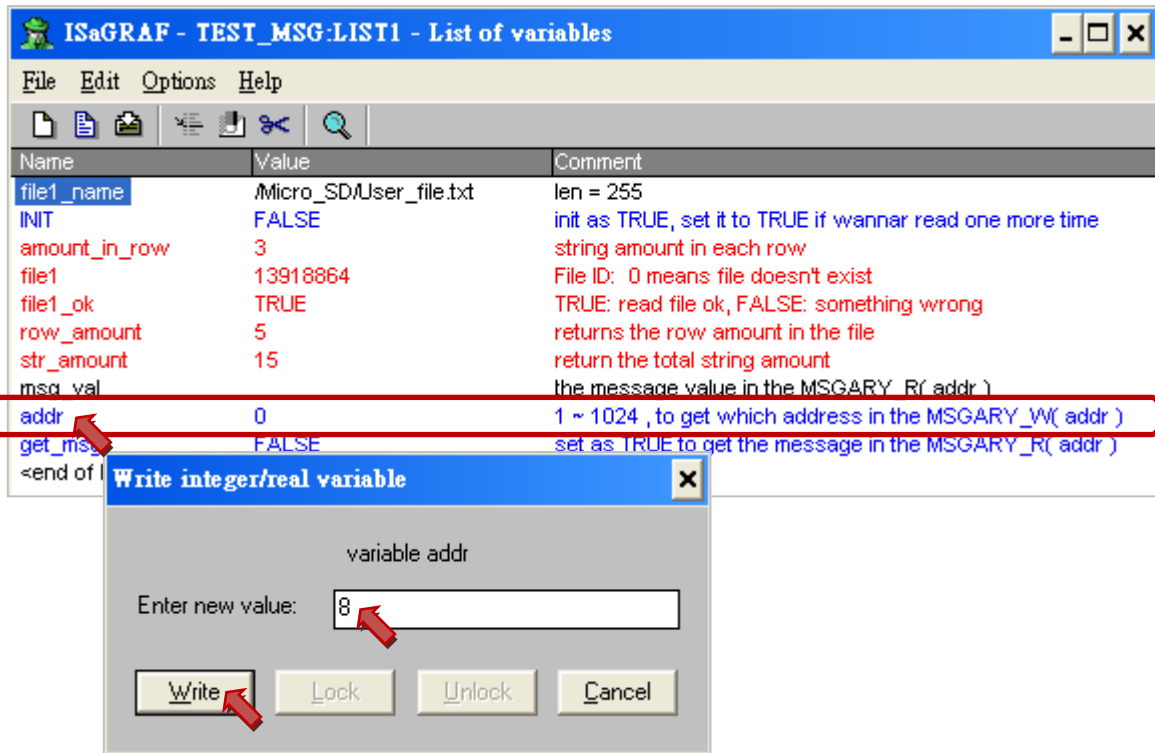 ISaGRAF - TEST_MSG:LIST1 - List of variables
File Edit Options Help
Name Value Comment
file1_name /Micro_SD/User_file.txt len = 255
INIT FALSE init as TRUE, set it to TRUE if wannar read one more time
amount_in_row 3 string amount in each row
file1 13918864 File ID: 0 means file doesn't exist
file1_ok TRUE TRUE: read file ok, FALSE: something wrong
row_amount 5 returns the row amount in the file
str_amount 15 return the total string amount
msg_val the message value in the MSGARY_R( addr )
addr 0 1 ~ 1024 , to get which address in the MSGARY_W( addr )
get_msg FALSE set as TRUE to get the message in the MSGARY_R( addr )
<end of
Write integer/real variable
variable addr
Enter new value: 8
Write Lock Unlock Cancel